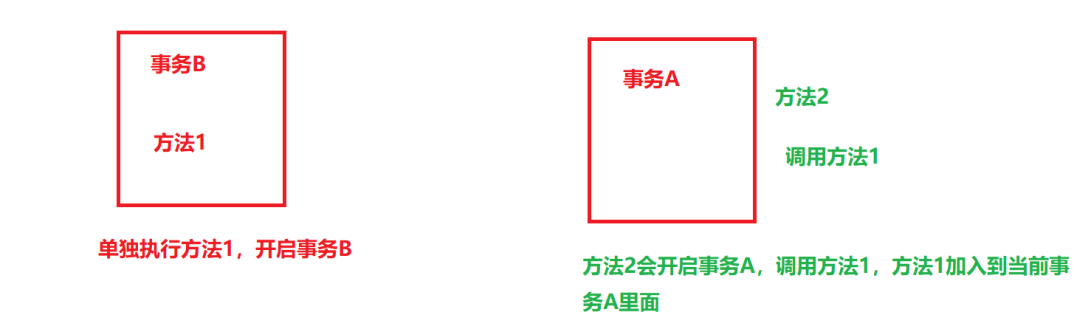 事务B
方法1
单独执行方法1，开启事务B
事务A
方法2
调用方法1
方法2会开启事务A，调用方法1，方法1加入到当前事
务A里面